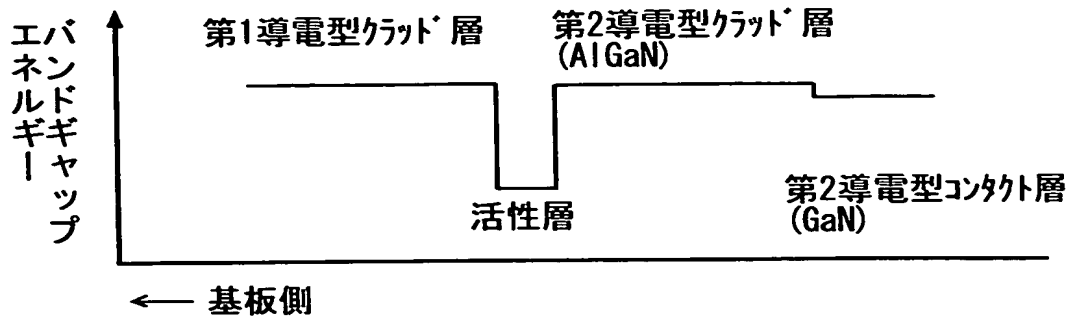 バンドギャップ
エネルギー
第1導電型ｸﾗｯﾄﾞ層
第2導電型ｸﾗｯﾄﾞ層
(AlGaN)
活性層
第2導電型ｺﾝﾀｸﾄ層
(GaN)
基板側